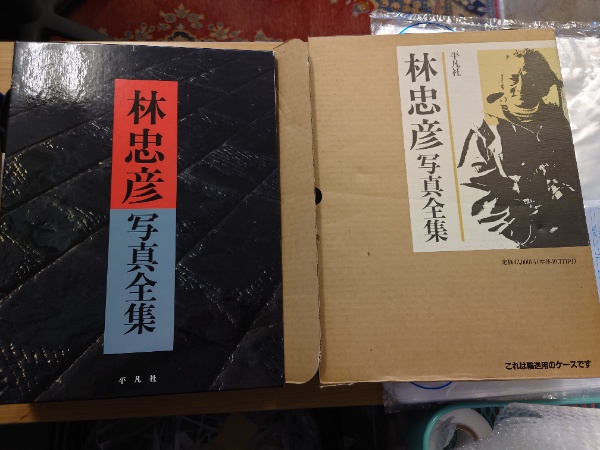 林忠彦
写真全集
平凡社
平凡社
林忠彦
写真全集
これは輸送用のケースです